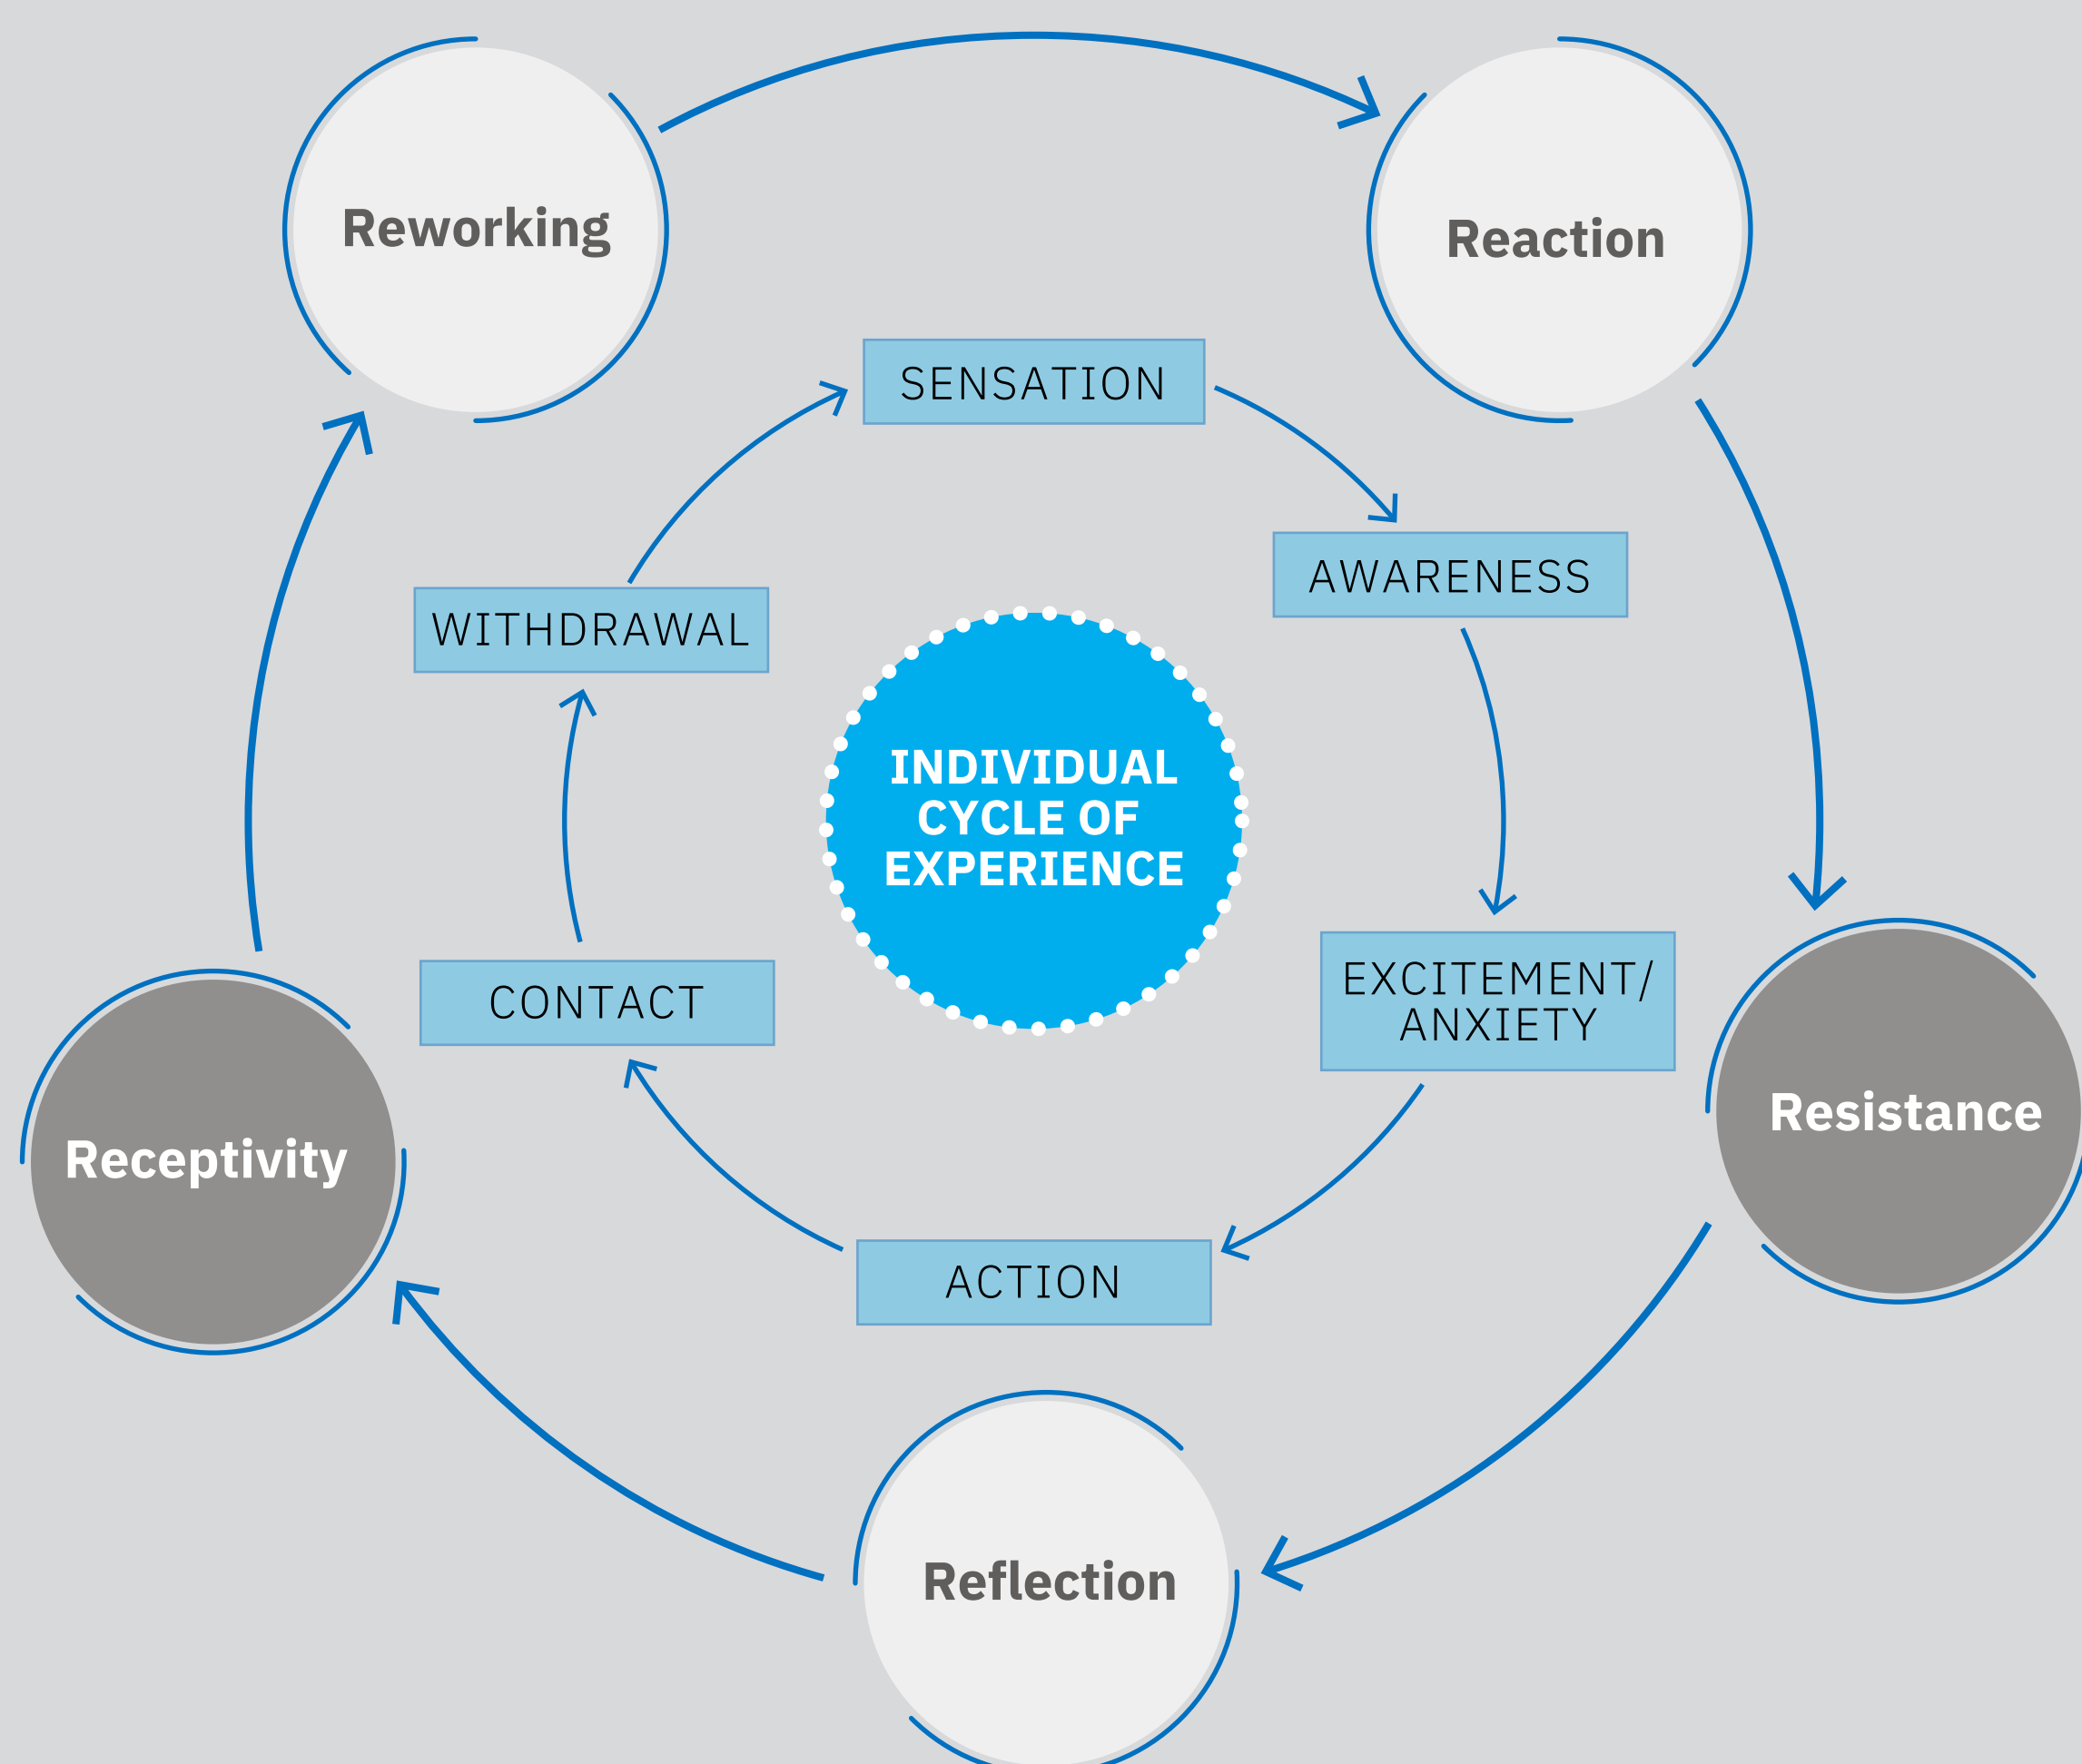 Reworking
Reaction
SENSATION
AWARENESS
WITHDRAWAL
INDIVIDUAL
CYCLE OF
EXPERIENCE
EXCITEMENT/
ANXIETY
CONTACT
Resistance
Receptivity
ACTION
Reflection